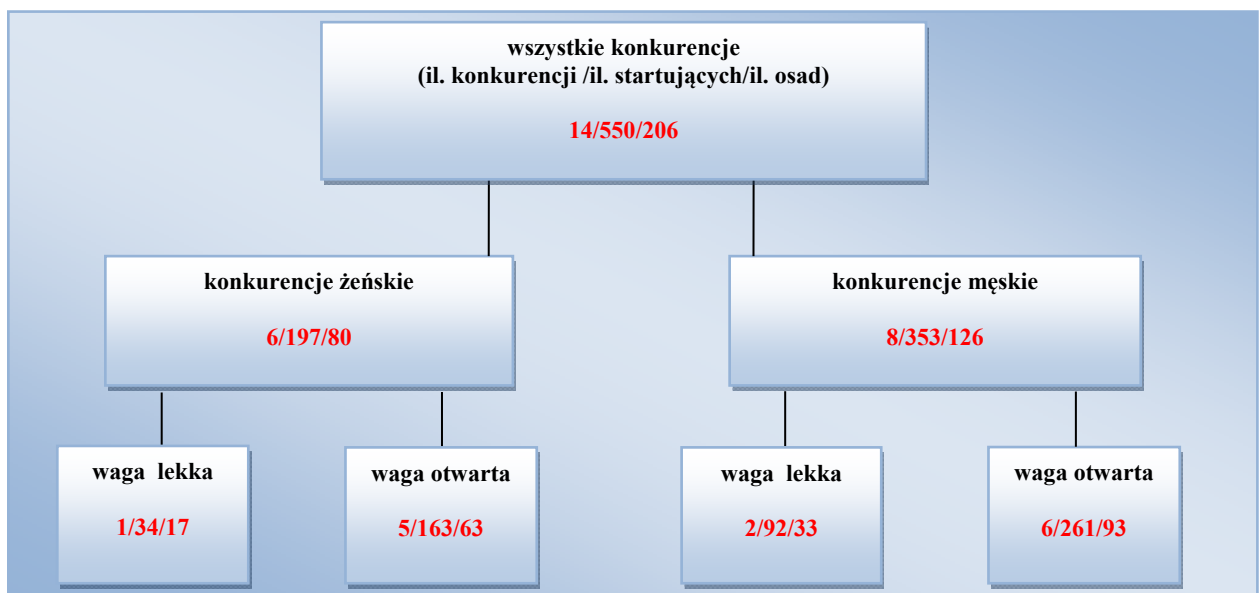 wszystkie konkurencje
(il. konkurencji /il. startujących/il. osad)
14/550/206
konkurencje żeńskie
6/197/80
konkurencje męskie
8/353/126
waga lekka
1/34/17
waga otwarta
5/163/63
waga lekka
2/92/33
waga otwarta
6/261/93